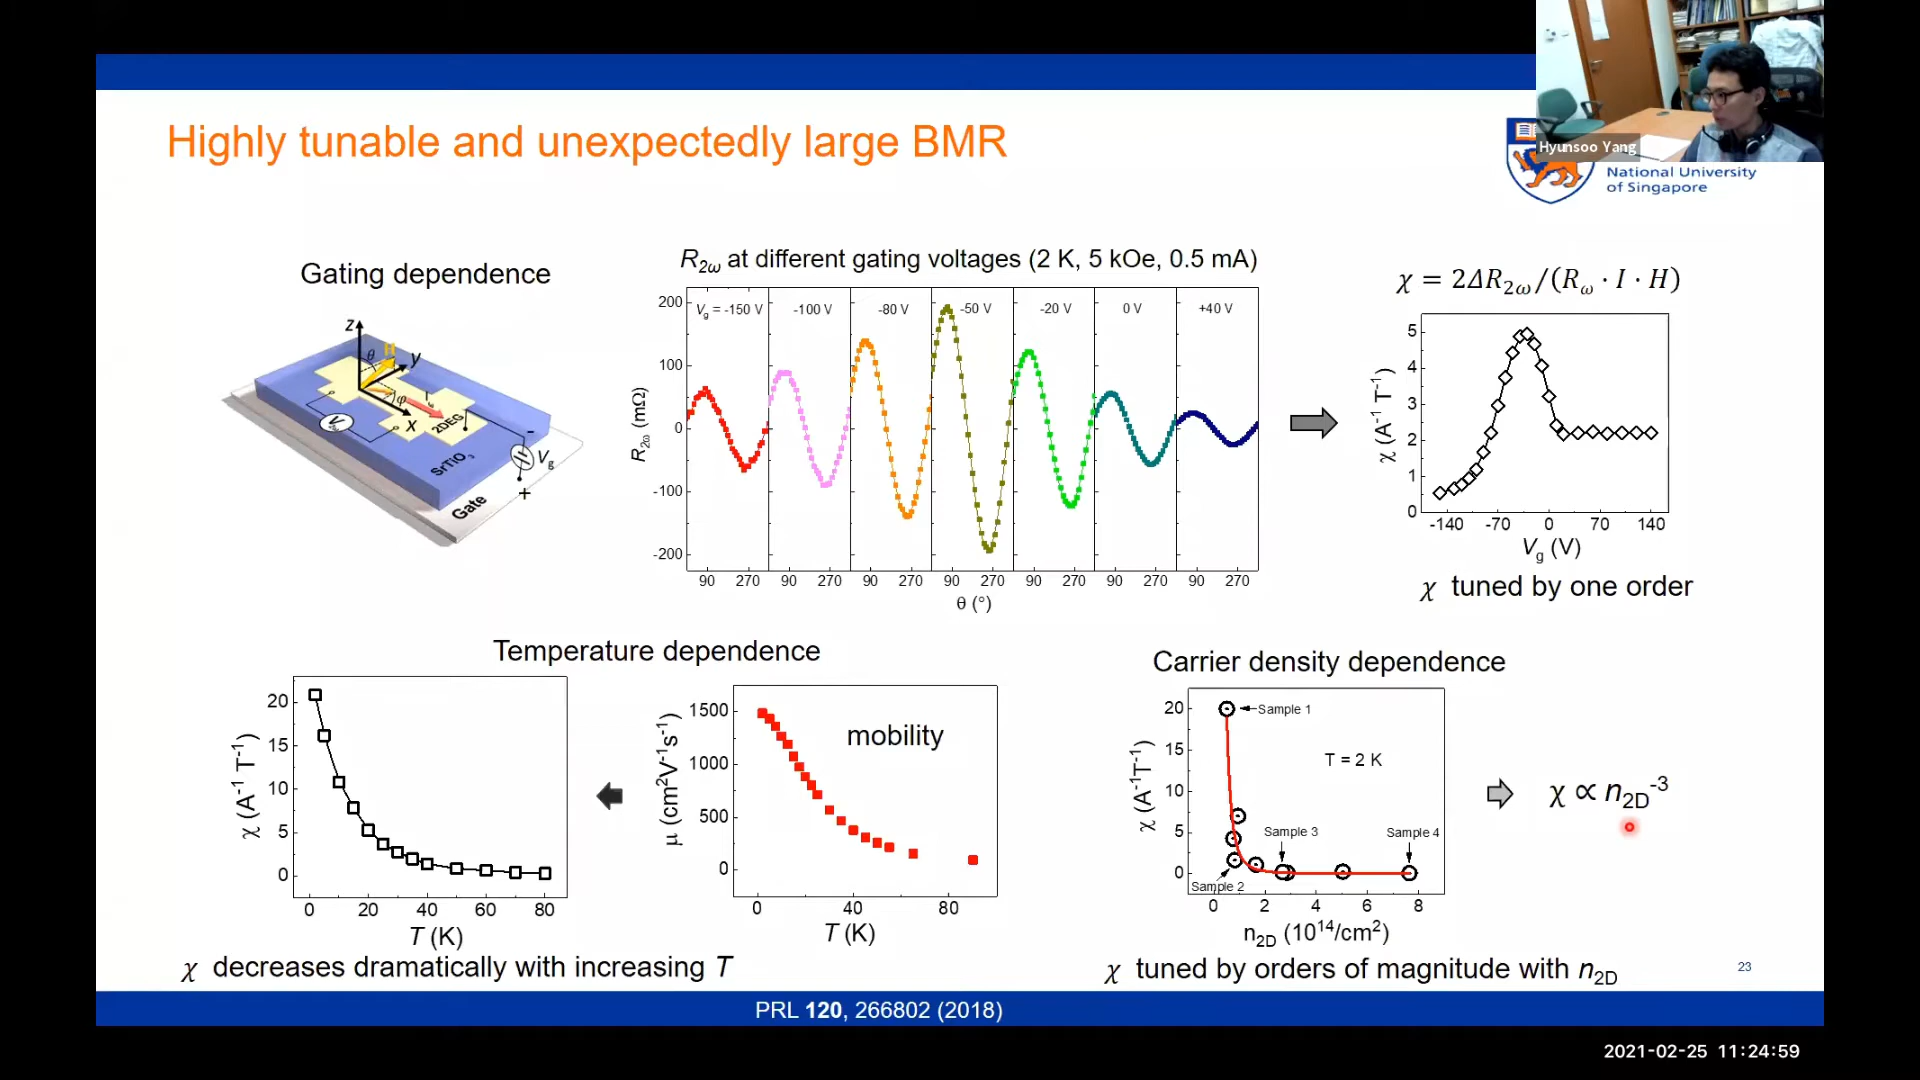 Hyunsoo Yang
Highly tunable and unexpectedly large BMR
National University
of Singapore
Gating dependence
z
θ
H
y
φ
x
2DEG
SrTiO3
Gate
Vg
-
+
R2ω at different gating voltages (2 K, 5 kOe, 0.5 mA)
Vg = -150 V -100 V -80 V -50 V -20 V 0 V +40 V
200
100
0
-100
-200
R2ω (mΩ)
90 270 90 270 90 270 90 270 90 270 90 270 90 270
θ (°)
χ = 2ΔR2ω/(Rω · I · H)
5
4
3
2
1
0
χ (A-1 T-1)
-140 -70 0 70 140
Vg (V)
χ tuned by one order
Temperature dependence
20
15
10
5
0
χ (A-1 T-1)
0 20 40 60 80
T (K)
mobility
1500
1000
500
0
μ (cm2V-1s-1)
0 40 80
T (K)
χ decreases dramatically with increasing T
Carrier density dependence
20
15
10
5
0
χ (A-1T-1)
Sample 1
T = 2 K
Sample 3
Sample 4
Sample 2
0 2 4 6 8
n2D (1014/cm2)
χ ∝ n2D-3
χ tuned by orders of magnitude with n2D
23
PRL 120, 266802 (2018)
2021-02-25 11:24:59